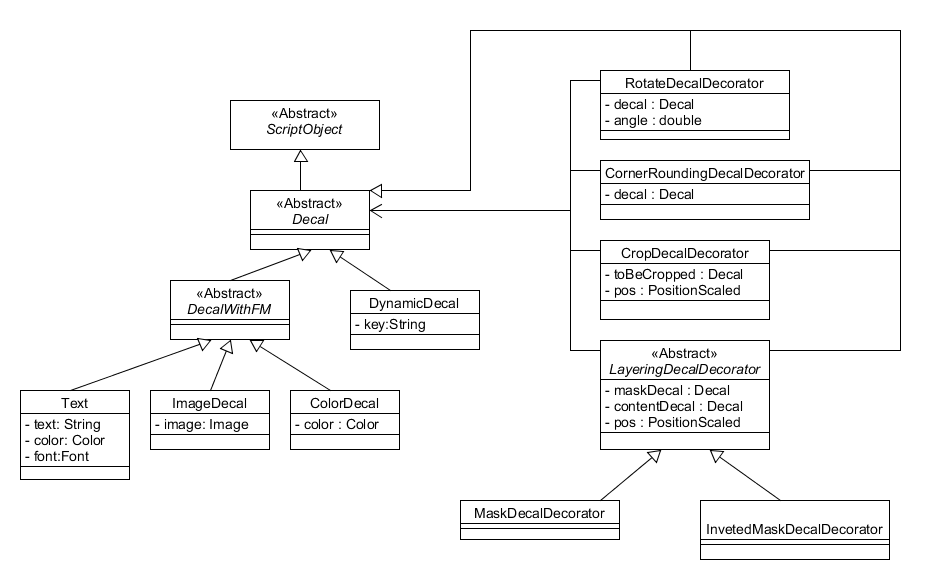 RotateDecalDecorator
- decal : Decal
- angle : double
«Abstract»
ScriptObject
CornerRoundingDecalDecorator
- decal : Decal
«Abstract»
Decal
CropDecalDecorator
- toBeCropped : Decal
- pos : PositionScaled
«Abstract»
DecalWithFM
DynamicDecal
- key:String
«Abstract»
LayeringDecalDecorator
- maskDecal : Decal
- contentDecal : Decal
- pos : PositionScaled
Text
- text: String
- color: Color
- font:Font
ImageDecal
- image: Image
ColorDecal
- color : Color
MaskDecalDecorator
InvetedMaskDecalDecorator